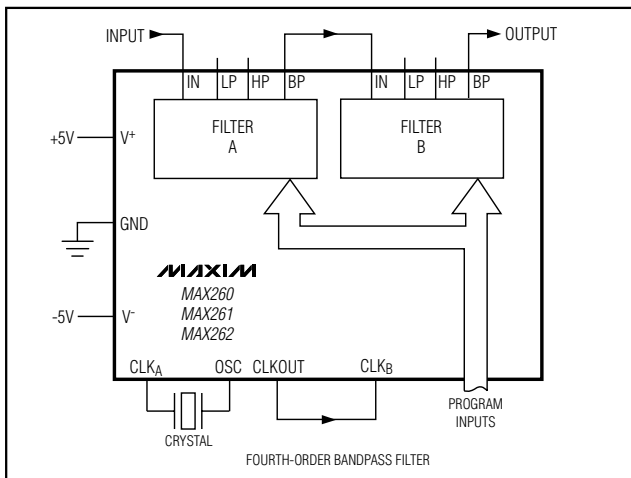 INPUT
OUTPUT
IN
LP
HP
BP
IN
LP
HP
BP
FILTER
A
FILTER
B
+5V
V+
GND
MAXIM
MAX260
MAX261
MAX262
-5V
V-
CLKA
OSC
CLKOUT
CLKB
CRYSTAL
PROGRAM
INPUTS
FOURTH-ORDER BANDPASS FILTER